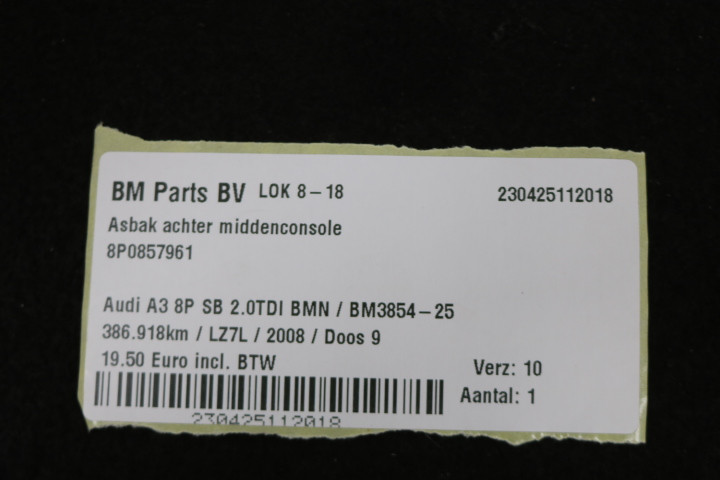 BM Parts BV LOK 8-18 230425112018
Asbak achter middenconsole
8P0857961
Audi A3 8P SB 2.0TDI BMN / BM3854-25
386.918km / LZ7L / 2008 / Doos 9
19.50 Euro incl. BTW
Verz: 10
Aantal: 1
230425112018